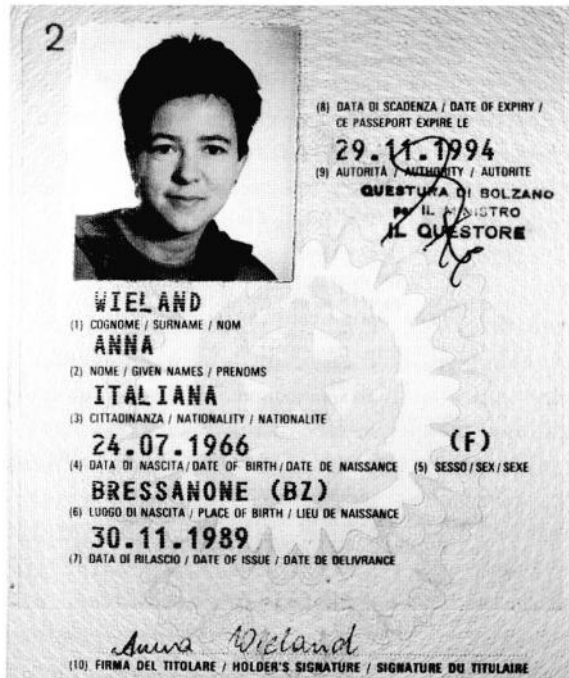 2
(8) DATA DI SCADENZA / DATE OF EXPIRY /
CE PASSEPORT EXPIRE LE
29.11.1994
(9) AUTORITÀ / AUTHORITY / AUTORITE
QUESTURA DI BOLZANO
per IL MINISTRO
IL QUESTORE
WIELAND
(1) COGNOME / SURNAME / NOM
ANNA
(2) NOME / GIVEN NAMES / PRENOMS
ITALIANA
(3) CITTADINANZA / NATIONALITY / NATIONALITE
24.07.1966 (F)
(4) DATA DI NASCITA/DATE OF BIRTH/DATE DE NAISSANCE (5) SESSO/SEX/SEXE
BRESSANONE (BZ)
(6) LUOGO DI NASCITA / PLACE OF BIRTH / LIEU DE NAISSANCE
30.11.1989
(7) DATA DI RILASCIO / DATE OF ISSUE / DATE DE DELIVRANCE
Anna Wieland
(10) FIRMA DEL TITOLARE / HOLDER'S SIGNATURE / SIGNATURE DU TITULAIRE